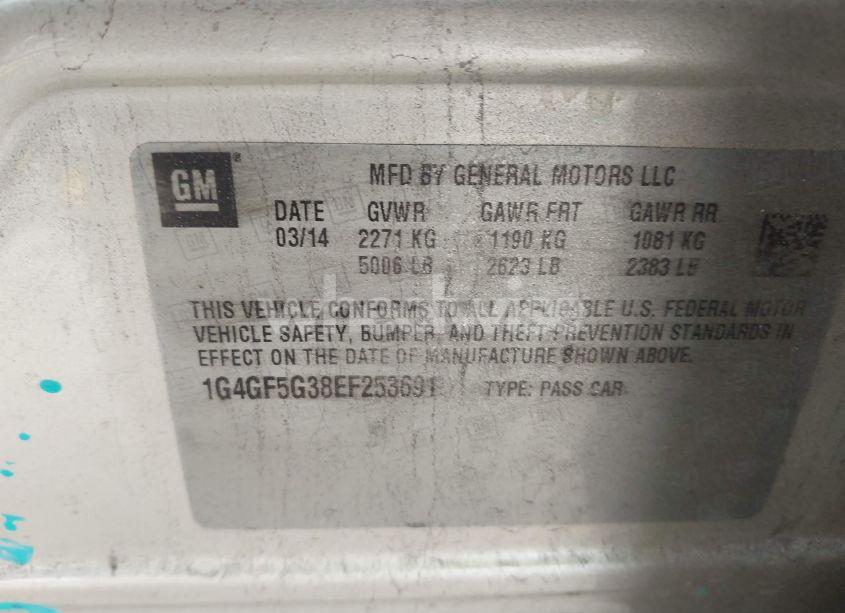 GM
MFD BY GENERAL MOTORS LLC
DATE GVWR GAWR FRT GAWR RR
03/14 2271 KG 1190 KG 1081 KG
5006 LB 2623 LB 2383 LB
THIS VEHICLE CONFORMS TO ALL APPLICABLE U.S. FEDERAL MOTOR
VEHICLE SAFETY, BUMPER, AND THEFT PREVENTION STANDARDS IN
EFFECT ON THE DATE OF MANUFACTURE SHOWN ABOVE.
1G4GF5G38EF253691 TYPE: PASS CAR